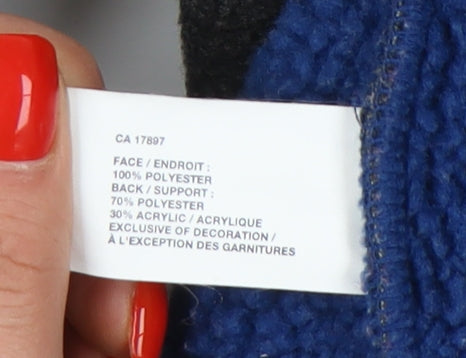 CA 17897
FACE / ENDROIT :
100% POLYESTER
BACK / SUPPORT :
70% POLYESTER
30% ACRYLIC / ACRYLIQUE
EXCLUSIVE OF DECORATION /
À L'EXCEPTION DES GARNITURES